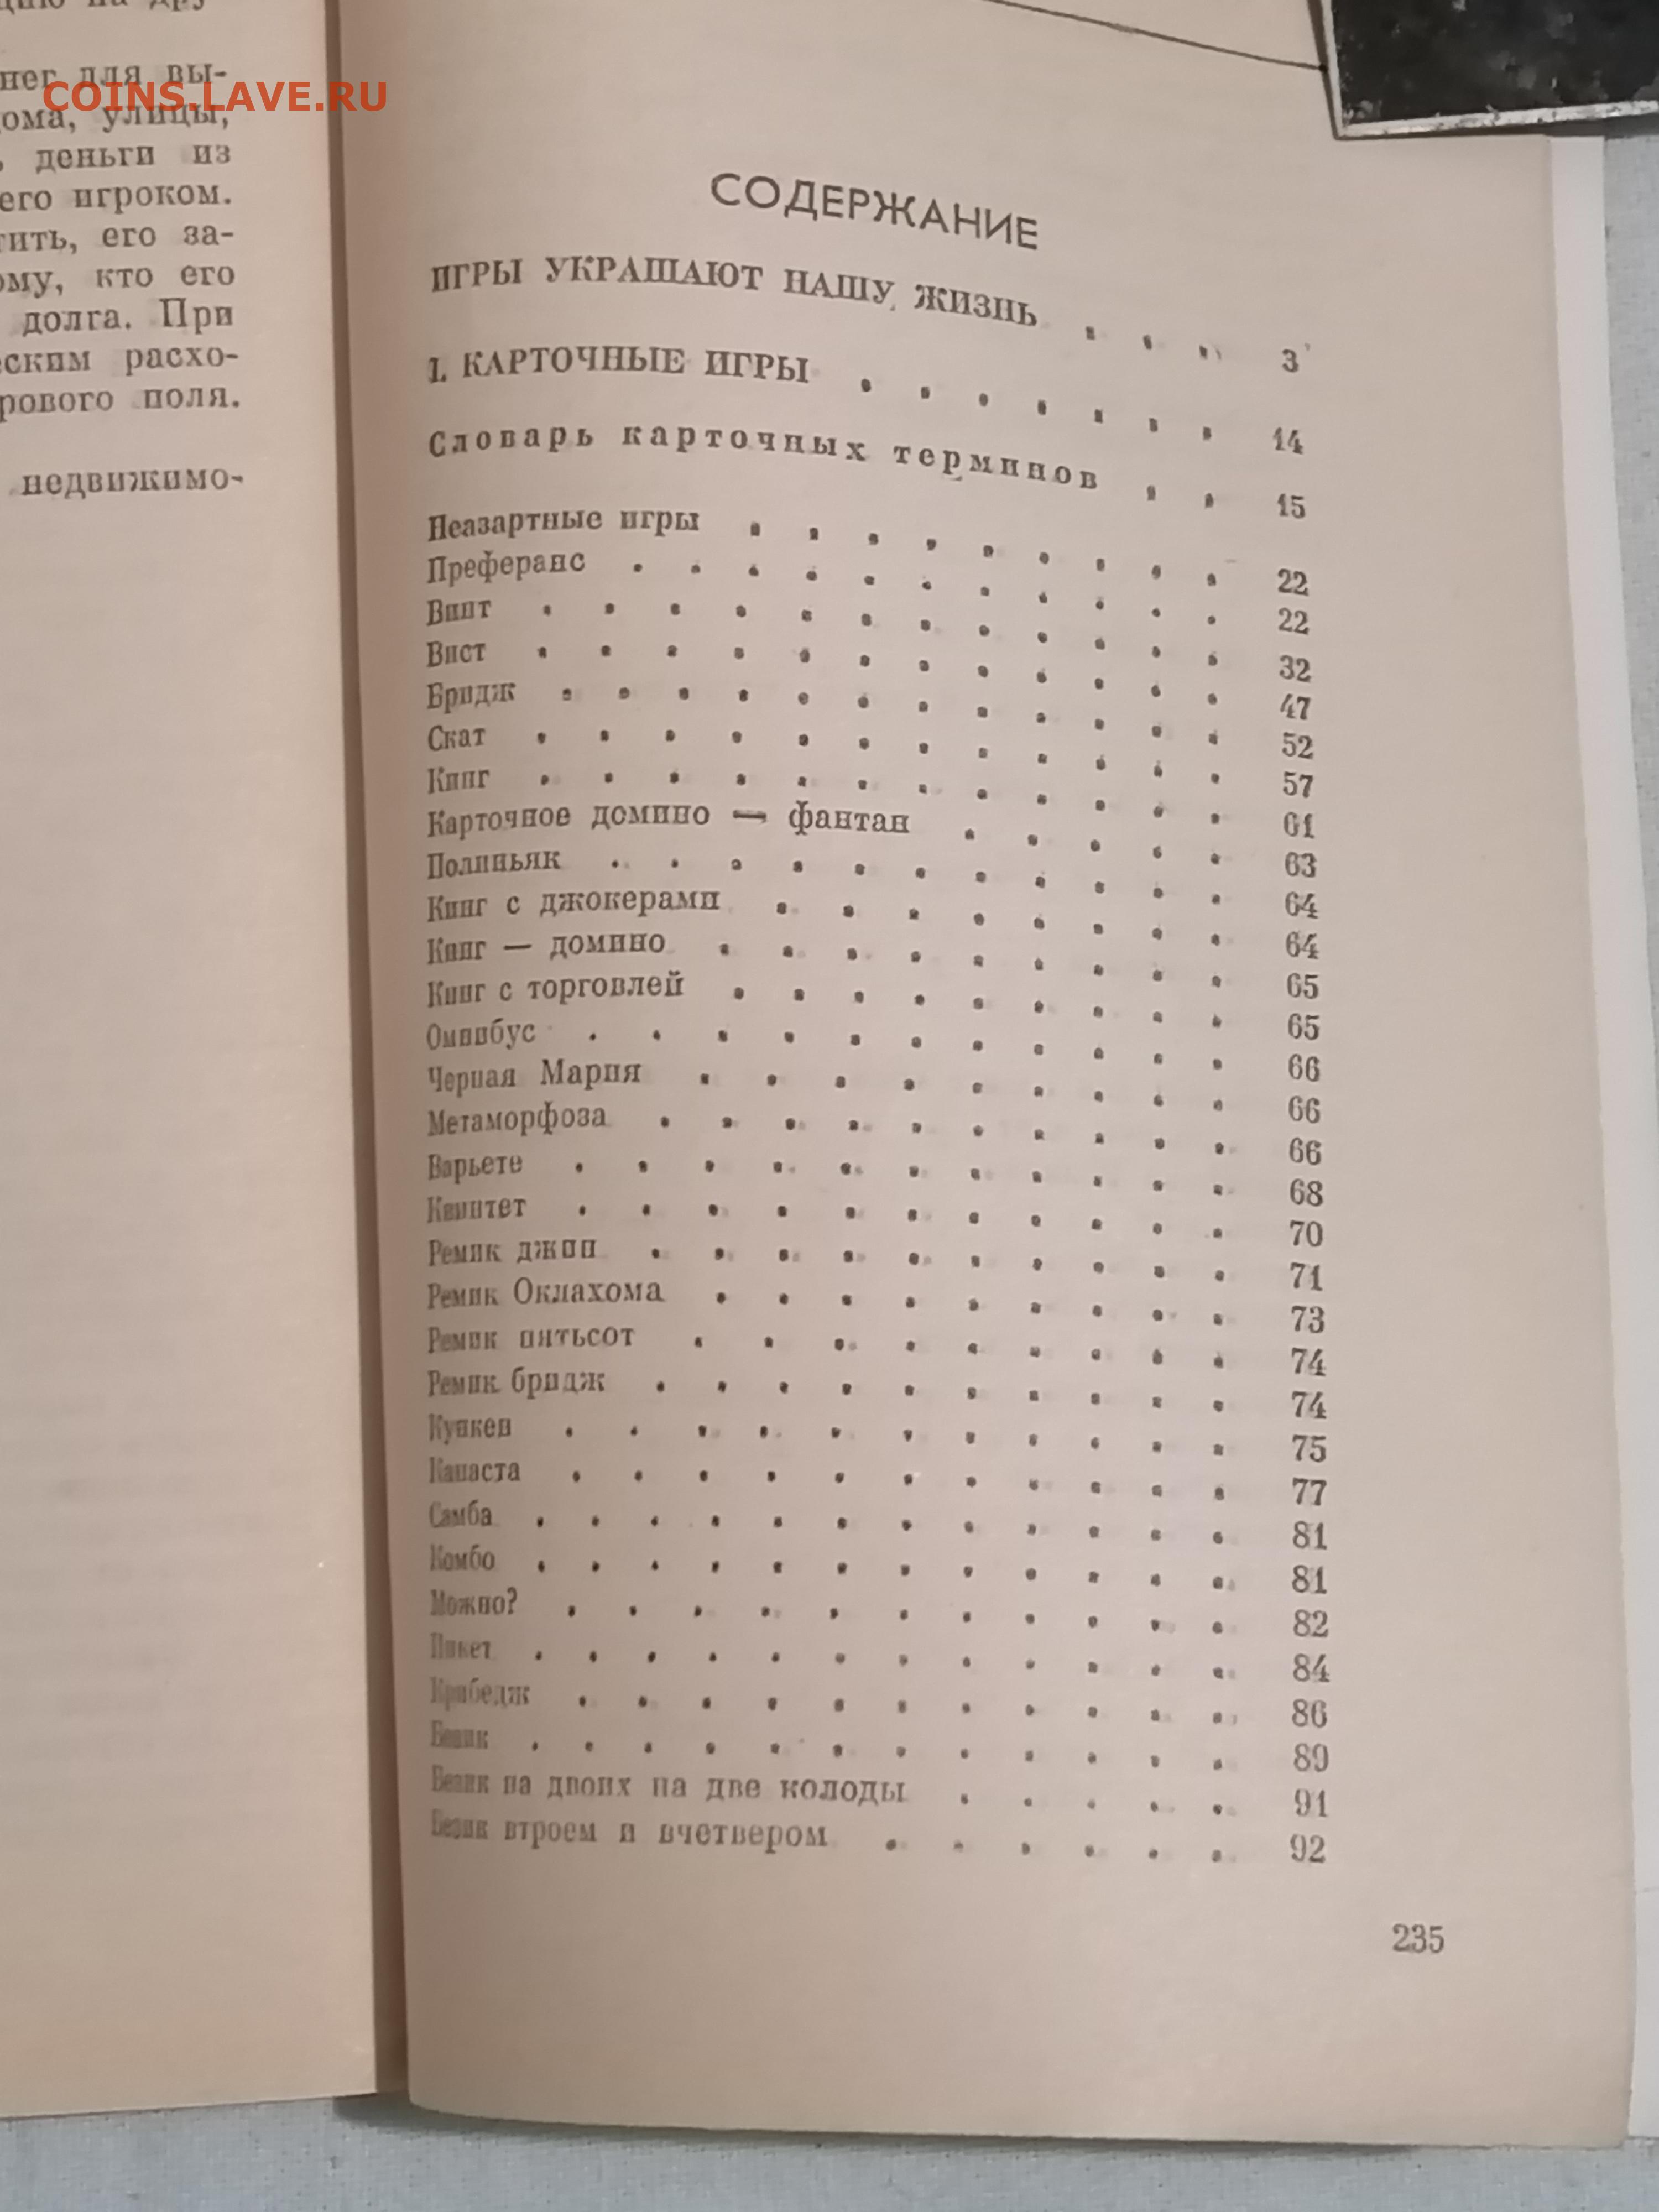 COINS.LAVE.RU
нег для вы-
ома, улицы,
деньги из
его игроком.
тить, его за-
ому, кто его
долга. При
еским расхо-
рового поля.
недвижимо-
СОДЕРЖАНИЕ
ИГРЫ УКРАШАЮТ НАШУ ЖИЗНЬ . . . 3
I. КАРТОЧНЫЕ ИГРЫ . . . . . . . 14
Словарь карточных терминов . . 15
Неазартные игры . . . . . . . . . 22
Преферанс . . . . . . . . . . . 22
Винт . . . . . . . . . . . 32
Вист . . . . . . . . . . . 47
Бридж . . . . . . . . . . . 52
Скат . . . . . . . . . . . 57
Кинг . . . . . . . . . . . 61
Карточное домино — фантан . . . . . 63
Полиньяк . . . . . . . . . . . 64
Кинг с джокерами . . . . . . . . 64
Кинг — домино . . . . . . . . . 65
Кинг с торговлей . . . . . . . . . 65
Омнибус . . . . . . . . . . . 66
Черная Мария . . . . . . . . . 66
Метаморфоза . . . . . . . . . . 66
Варьете . . . . . . . . . . . 68
Квинтет . . . . . . . . . . . 70
Ремик джин . . . . . . . . . . 71
Ремик Оклахома . . . . . . . . . 73
Ремик пятьсот . . . . . . . . . 74
Ремик бридж . . . . . . . . . . 74
Кункен . . . . . . . . . . . 75
Канаста . . . . . . . . . . . 77
Самба . . . . . . . . . . . . 81
Комбо . . . . . . . . . . . . 81
Можно? . . . . . . . . . . . 82
Пикет . . . . . . . . . . . . 84
Крибедж . . . . . . . . . . . 86
Безик . . . . . . . . . . . . 89
Безик на двоих на две колоды . . . . . 91
Безик втроем и вчетвером . . . . . . 92
235